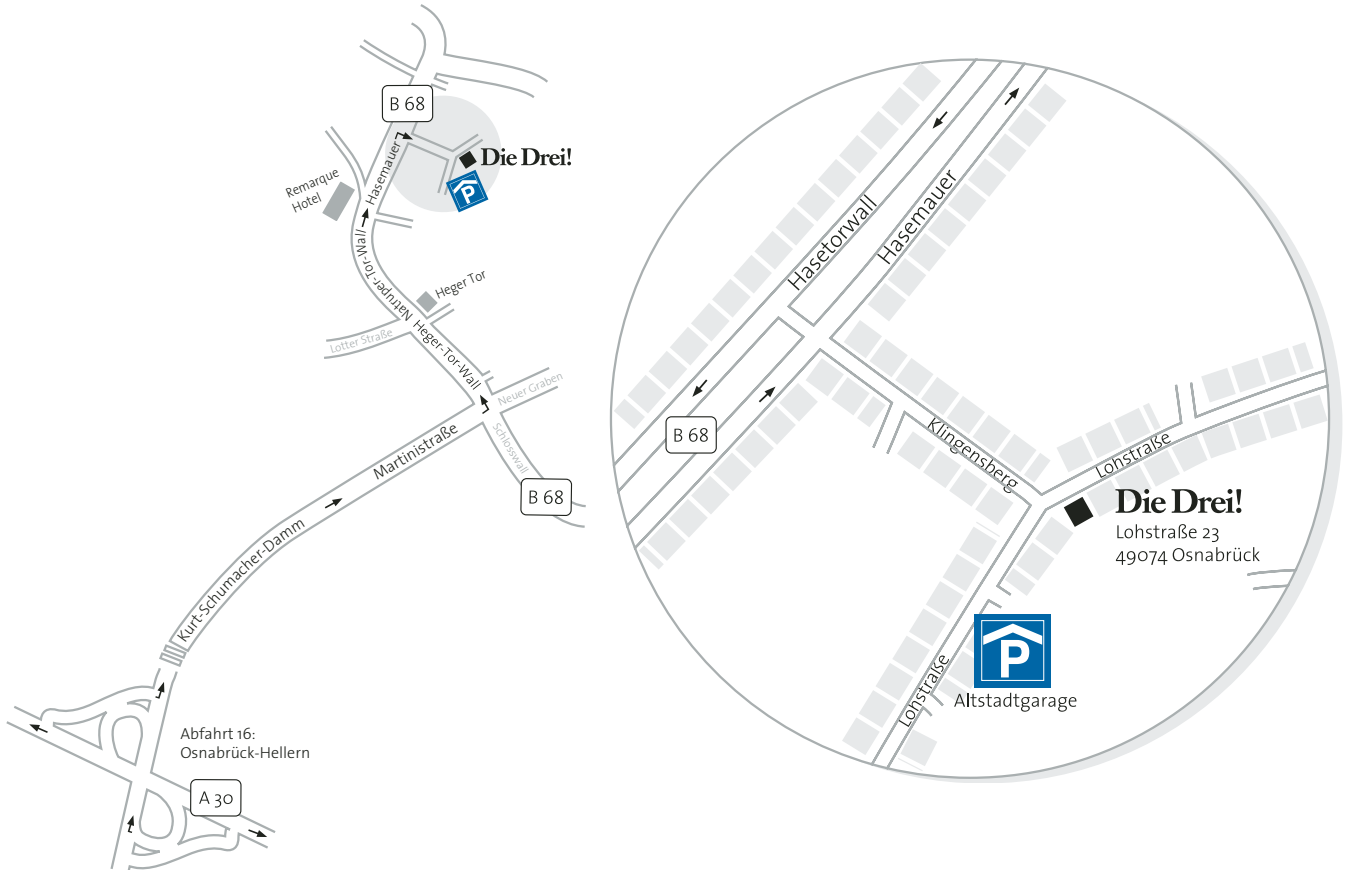 B 68
Die Drei!
Hasemauer
P
Remarque
Hotel
Natruper-Tor-Wall
Heger Tor
Lotter Straße
Heger-Tor-Wall
Neuer Graben
Schlosswall
Martinistraße
B 68
Kurt-Schumacher-Damm
Abfahrt 16:
Osnabrück-Hellern
A 30
Hasetorwall
Hasemauer
B 68
Klingensberg
Lohstraße
Die Drei!
Lohstraße 23
49074 Osnabrück
P
Altstadtgarage
Lohstraße